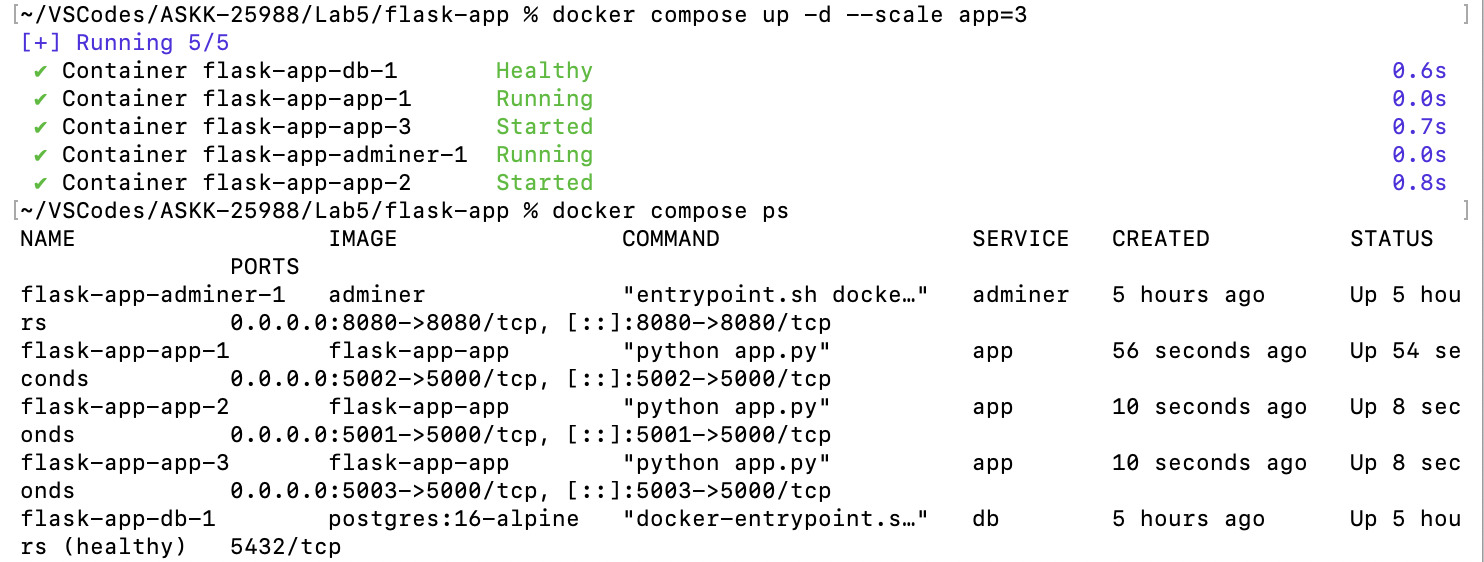 [~/VSCodes/ASKK-25988/Lab5/flask-app % docker compose up -d --scale app=3 ]
[+] Running 5/5
✔ Container flask-app-db-1 Healthy 0.6s
✔ Container flask-app-app-1 Running 0.0s
✔ Container flask-app-app-3 Started 0.7s
✔ Container flask-app-adminer-1 Running 0.0s
✔ Container flask-app-app-2 Started 0.8s
[~/VSCodes/ASKK-25988/Lab5/flask-app % docker compose ps ]
NAME IMAGE COMMAND SERVICE CREATED STATUS
PORTS
flask-app-adminer-1 adminer "entrypoint.sh docke…" adminer 5 hours ago Up 5 hou
rs 0.0.0.0:8080->8080/tcp, [::]:8080->8080/tcp
flask-app-app-1 flask-app-app "python app.py" app 56 seconds ago Up 54 se
conds 0.0.0.0:5002->5000/tcp, [::]:5002->5000/tcp
flask-app-app-2 flask-app-app "python app.py" app 10 seconds ago Up 8 sec
onds 0.0.0.0:5001->5000/tcp, [::]:5001->5000/tcp
flask-app-app-3 flask-app-app "python app.py" app 10 seconds ago Up 8 sec
onds 0.0.0.0:5003->5000/tcp, [::]:5003->5000/tcp
flask-app-db-1 postgres:16-alpine "docker-entrypoint.s…" db 5 hours ago Up 5 hou
rs (healthy) 5432/tcp